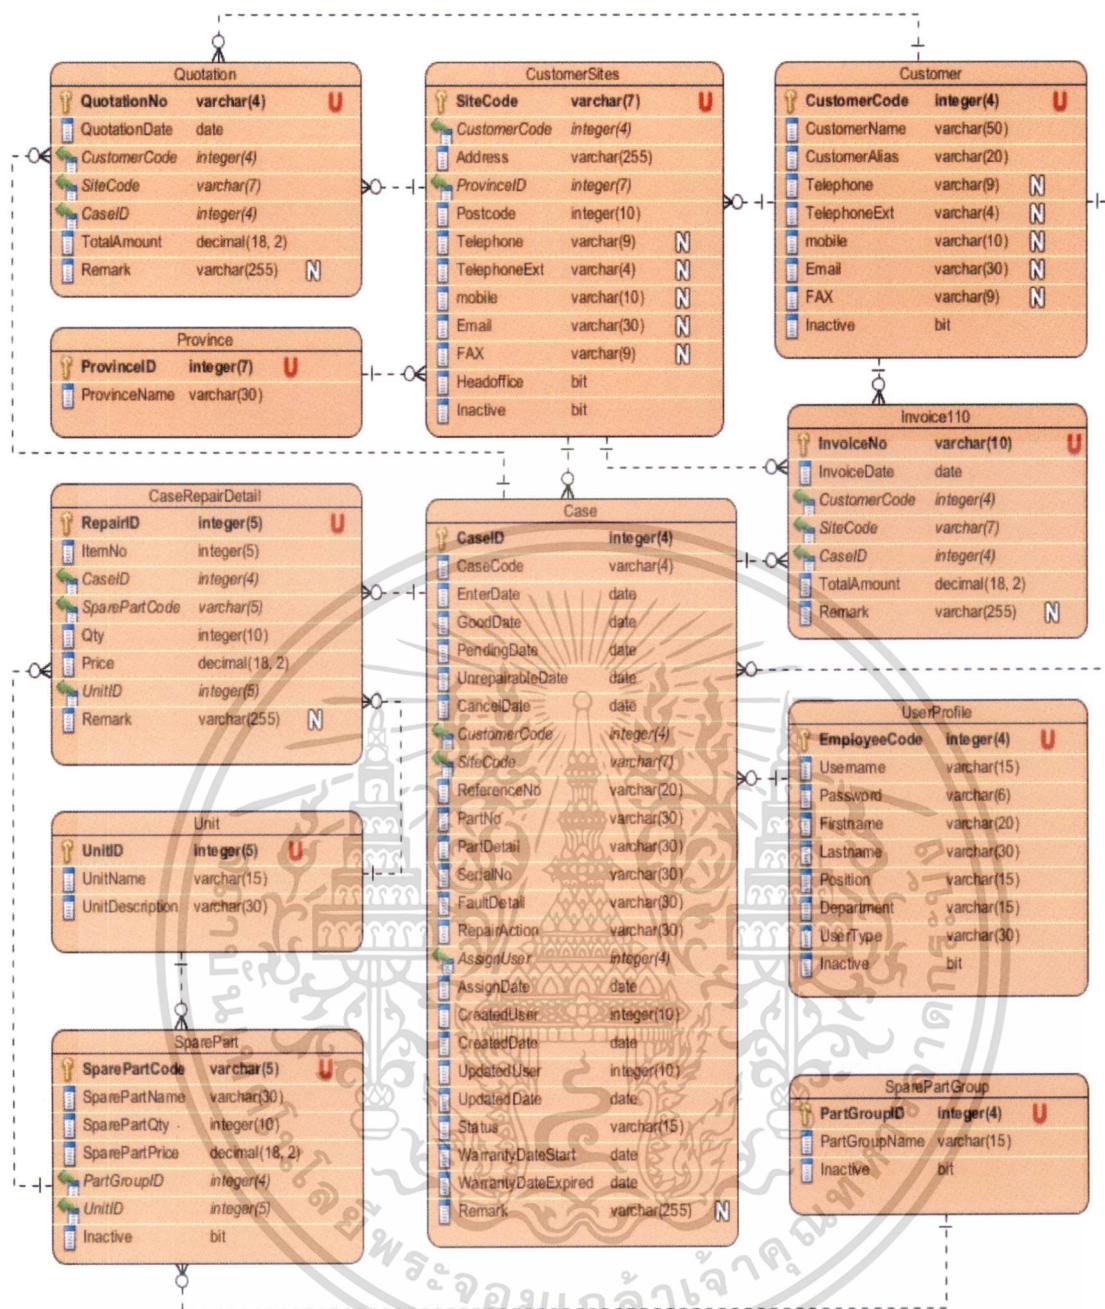 Quotation
QuotationNo varchar(4) U
QuotationDate date
CustomerCode integer(4)
SiteCode varchar(7)
CaseID integer(4)
TotalAmount decimal(18, 2)
Remark varchar(255) N
CustomerSites
SiteCode varchar(7) U
CustomerCode integer(4)
Address varchar(255)
ProvinceID integer(7)
Postcode integer(10)
Telephone varchar(9) N
TelephoneExt varchar(4) N
mobile varchar(10) N
Email varchar(30) N
FAX varchar(9) N
Headoffice bit
Inactive bit
Customer
CustomerCode integer(4) U
CustomerName varchar(50)
CustomerAlias varchar(20)
Telephone varchar(9) N
TelephoneExt varchar(4) N
mobile varchar(10) N
Email varchar(30) N
FAX varchar(9) N
Inactive bit
Province
ProvinceID integer(7) U
ProvinceName varchar(30)
Invoice110
InvoiceNo varchar(10) U
InvoiceDate date
CustomerCode integer(4)
SiteCode varchar(7)
CaseID integer(4)
TotalAmount decimal(18, 2)
Remark varchar(255) N
CaseRepairDetail
RepairID integer(5) U
ItemNo integer(5)
CaseID integer(4)
SparePartCode varchar(5)
Qty integer(10)
Price decimal(18, 2)
UnitID integer(5)
Remark varchar(255) N
Case
CaseID integer(4)
CaseCode varchar(4)
EnterDate date
GoodDate date
PendingDate date
UnrepairableDate date
CancelDate date
CustomerCode integer(4)
SiteCode varchar(7)
ReferenceNo varchar(20)
PartNo varchar(30)
PartDetail varchar(30)
SerialNo varchar(30)
FaultDetail varchar(30)
RepairAction varchar(30)
AssignUser integer(4)
AssignDate date
CreatedUser integer(10)
CreatedDate date
UpdatedUser integer(10)
UpdatedDate date
Status varchar(15)
WarrantyDateStart date
WarrantyDateExpired date
Remark varchar(255) N
UserProfile
EmployeeCode integer(4) U
Username varchar(15)
Password varchar(6)
Firstname varchar(20)
Lastname varchar(30)
Position varchar(15)
Department varchar(15)
UserType varchar(30)
Inactive bit
Unit
UnitID integer(5) U
UnitName varchar(15)
UnitDescription varchar(30)
SparePart
SparePartCode varchar(5) U
SparePartName varchar(30)
SparePartQty integer(10)
SparePartPrice decimal(18, 2)
PartGroupID integer(4)
UnitID integer(5)
Inactive bit
SparePartGroup
PartGroupID integer(4) U
PartGroupName varchar(15)
Inactive bit